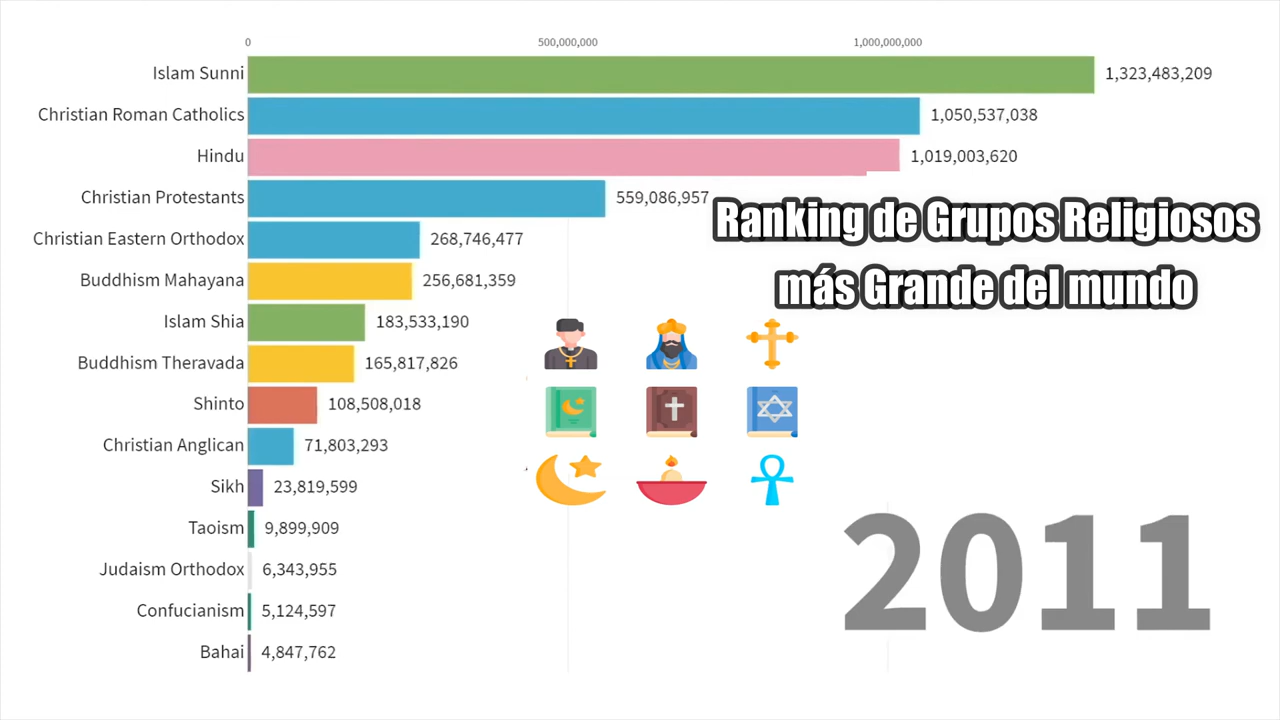 0 500,000,000 1,000,000,000
Islam Sunni 1,323,483,209
Christian Roman Catholics 1,050,537,038
Hindu 1,019,003,620
Christian Protestants 559,086,957
Ranking de Grupos Religiosos
Christian Eastern Orthodox 268,746,477
más Grande del mundo
Buddhism Mahayana 256,681,359
Islam Shia 183,533,190
Buddhism Theravada 165,817,826
Shinto 108,508,018
Christian Anglican 71,803,293
Sikh 23,819,599
Taoism 9,899,909
Judaism Orthodox 6,343,955
Confucianism 5,124,597
Bahai 4,847,762
2011